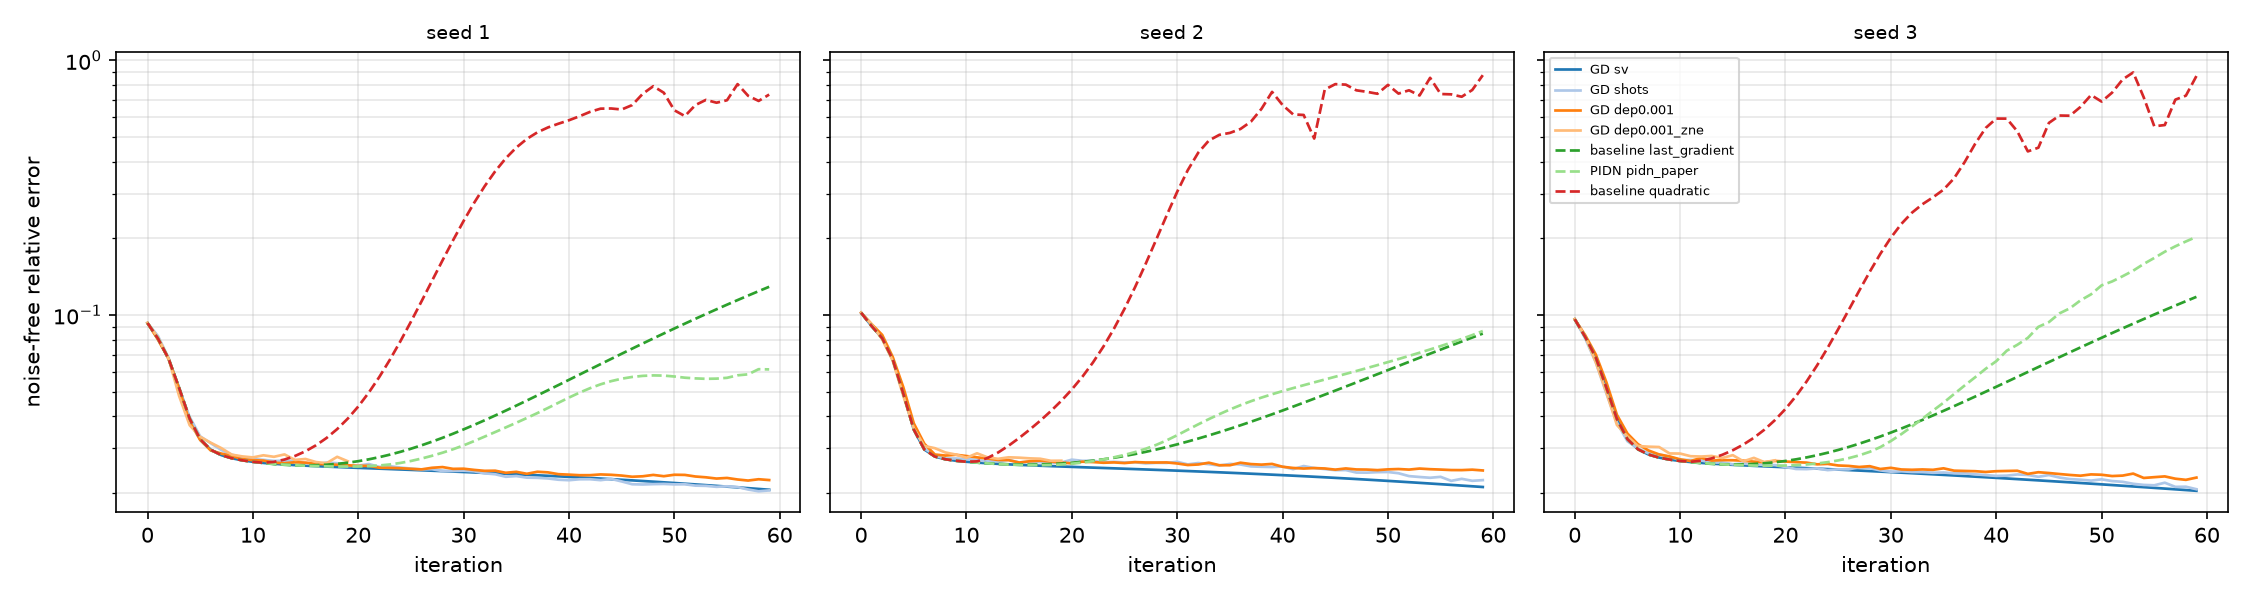 seed 1
seed 2
seed 3
noise-free relative error
10^0
10^-1
GD sv
GD shots
GD dep0.001
GD dep0.001_zne
baseline last_gradient
PIDN pidn_paper
baseline quadratic
0 10 20 30 40 50 60
0 10 20 30 40 50 60
0 10 20 30 40 50 60
iteration
iteration
iteration